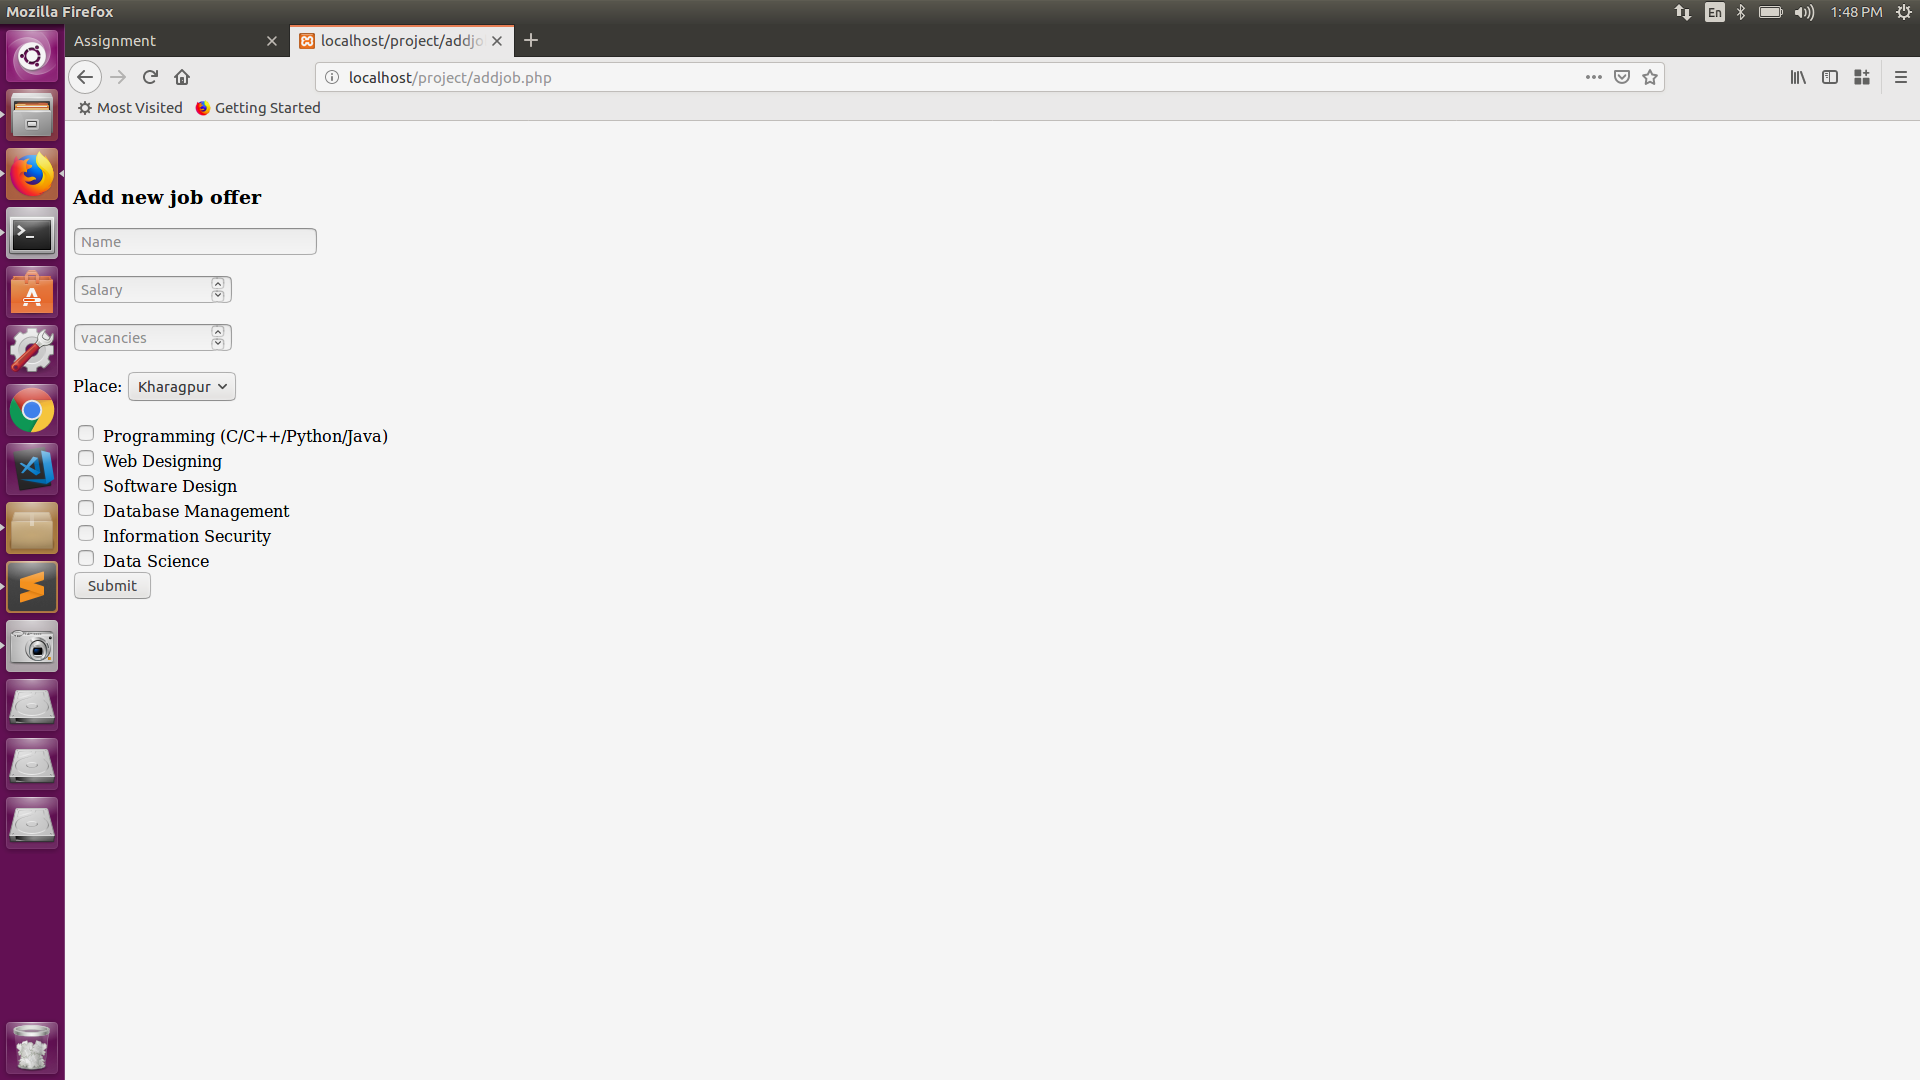 Mozilla Firefox
En
1:48 PM
Assignment
localhost/project/addjo
localhost/project/addjob.php
Most Visited
Getting Started
Add new job offer
Name
Salary
vacancies
Place: Kharagpur
Programming (C/C++/Python/Java)
Web Designing
Software Design
Database Management
Information Security
Data Science
Submit